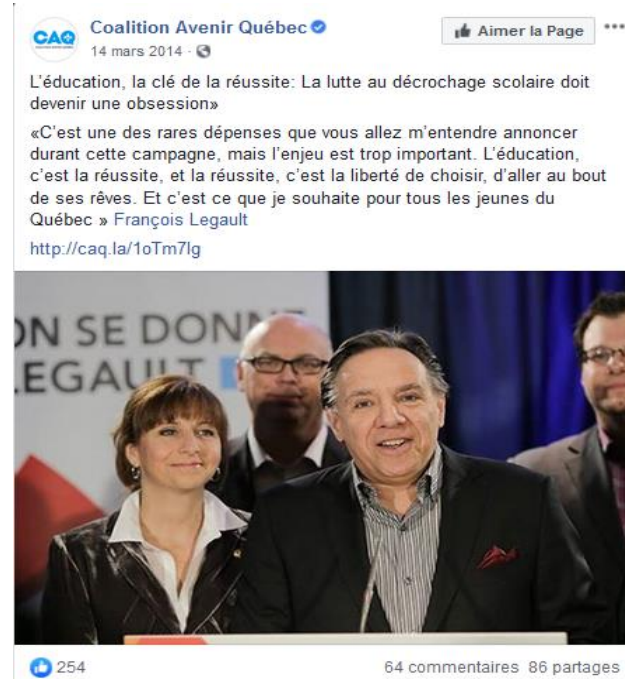 CAQ
Coalition Avenir Québec
14 mars 2014
Aimer la Page
L'éducation, la clé de la réussite: La lutte au décrochage scolaire doit
devenir une obsession»
«C'est une des rares dépenses que vous allez m'entendre annoncer
durant cette campagne, mais l'enjeu est trop important. L'éducation,
c'est la réussite, et la réussite, c'est la liberté de choisir, d'aller au bout
de ses rêves. Et c'est ce que je souhaite pour tous les jeunes du
Québec » François Legault
http://caq.la/1oTm7lg
ON SE DONNE
LEGAULT
254
64 commentaires 86 partages